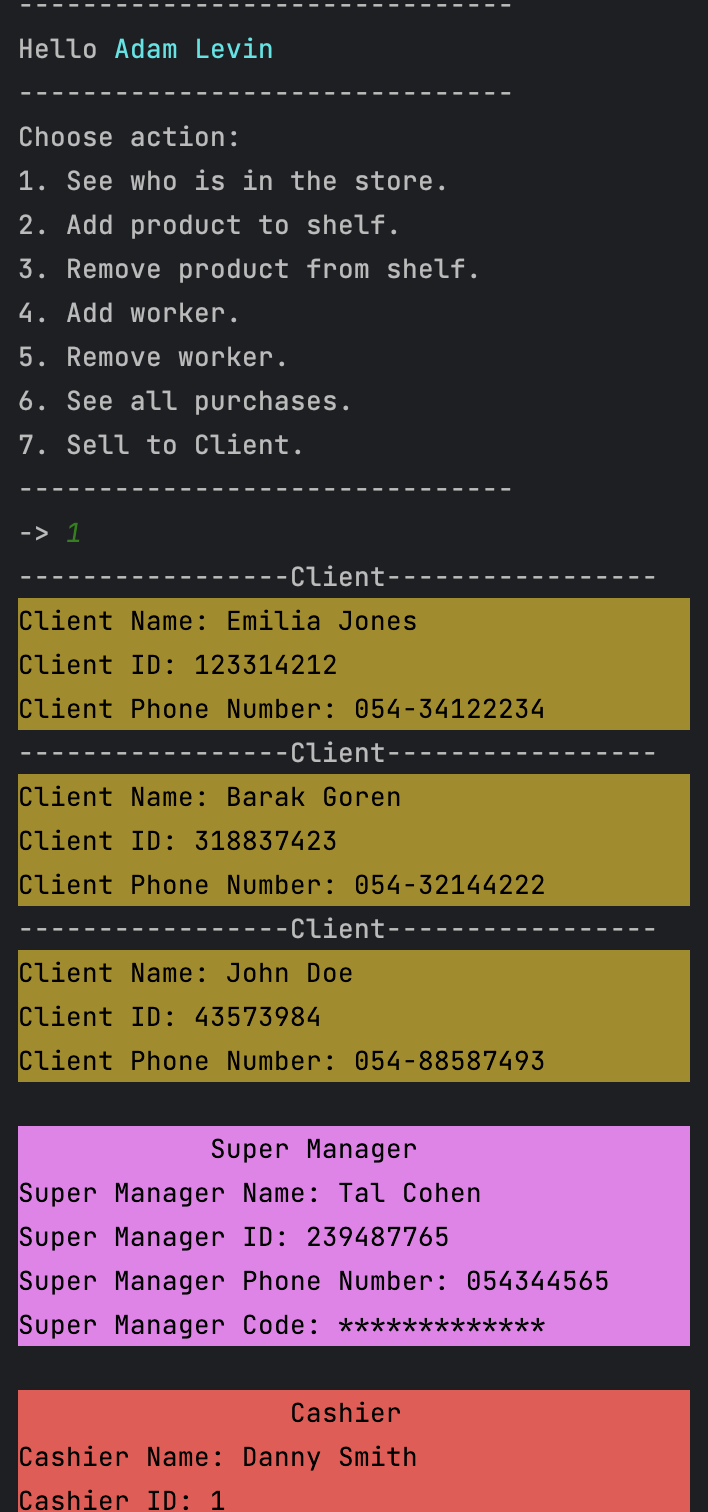 -------------------------------
Hello Adam Levin
-------------------------------
Choose action:
1. See who is in the store.
2. Add product to shelf.
3. Remove product from shelf.
4. Add worker.
5. Remove worker.
6. See all purchases.
7. Sell to Client.
-------------------------------
-> 1
-----------------Client-----------------
Client Name: Emilia Jones
Client ID: 123314212
Client Phone Number: 054-34122234
-----------------Client-----------------
Client Name: Barak Goren
Client ID: 318837423
Client Phone Number: 054-32144222
-----------------Client-----------------
Client Name: John Doe
Client ID: 43573984
Client Phone Number: 054-88587493
Super Manager
Super Manager Name: Tal Cohen
Super Manager ID: 239487765
Super Manager Phone Number: 054344565
Super Manager Code: *************
Cashier
Cashier Name: Danny Smith
Cashier ID: 1